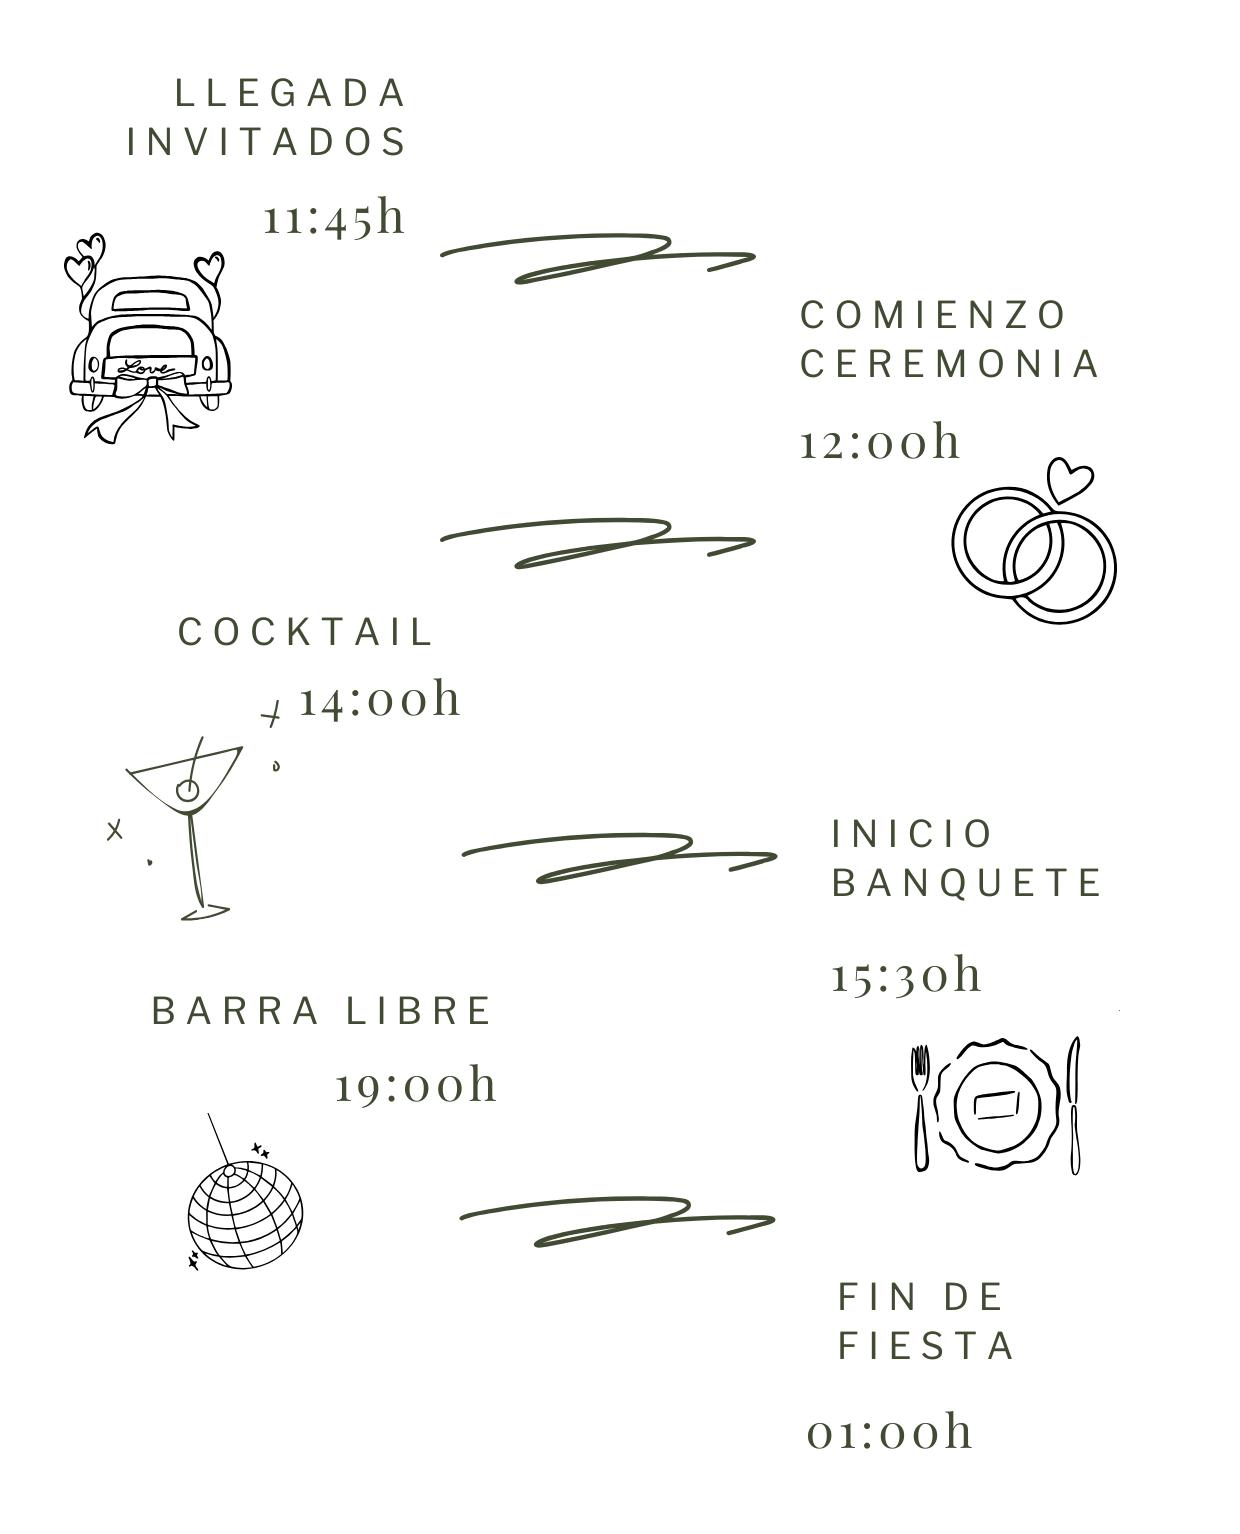 LLEGADA
INVITADOS
11:45h
Love
COMIENZO
CEREMONIA
12:00h
COCKTAIL
14:00h
INICIO
BANQUETE
15:30h
BARRA LIBRE
19:00h
FIN DE
FIESTA
01:00h